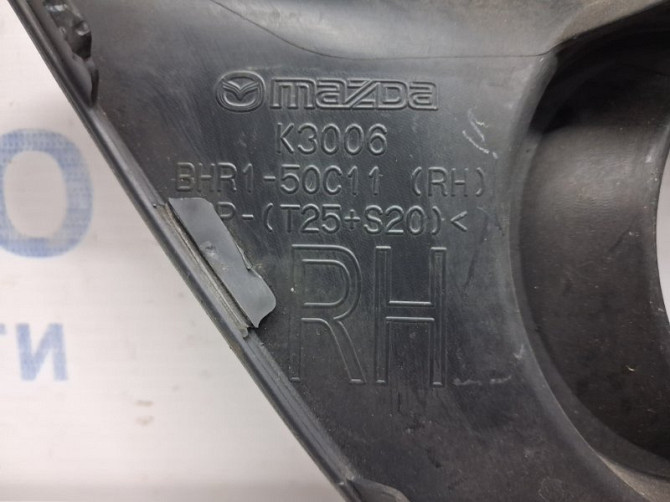 mazda
K3006
BHR1-50C11 (RH)
P-(T25+S20)<
RH